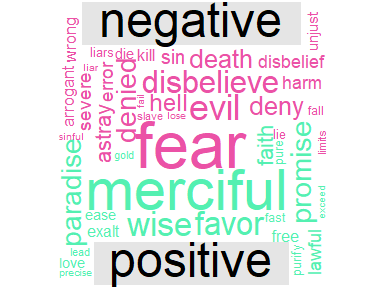 negative
wrong
liars die kill sin death
unjust
disbelief
liar
arrogant
severe
astray
error
denied
disbelieve
harm
rail
hell
evil
deny
fall
slave lose
sinful
gold
fear
faith
pure
lie
limits
paradise
merciful
promise
exceed
ease
exalt
wise
favor
fast
free
lead
love
precise
purify
lawful
positive